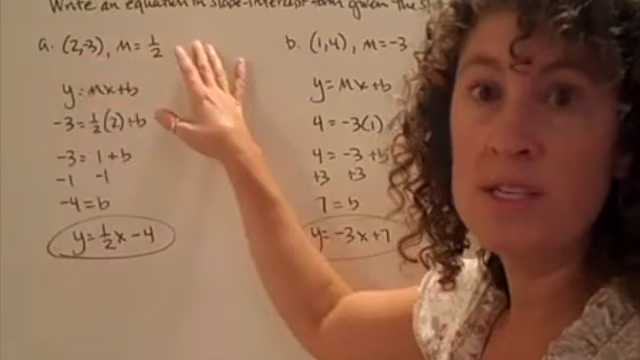 Write an equation in slope-intercept form given the
a. (2,-3), m = 1/2
y = mx+b
-3 = 1/2(2)+b
-3 = 1+b
-1 -1
-4 = b
y = 1/2x - 4
b. (1,4), m = -3
y = mx+b
4 = -3(1)
4 = -3+b
+3 +3
7 = b
y = -3x+7